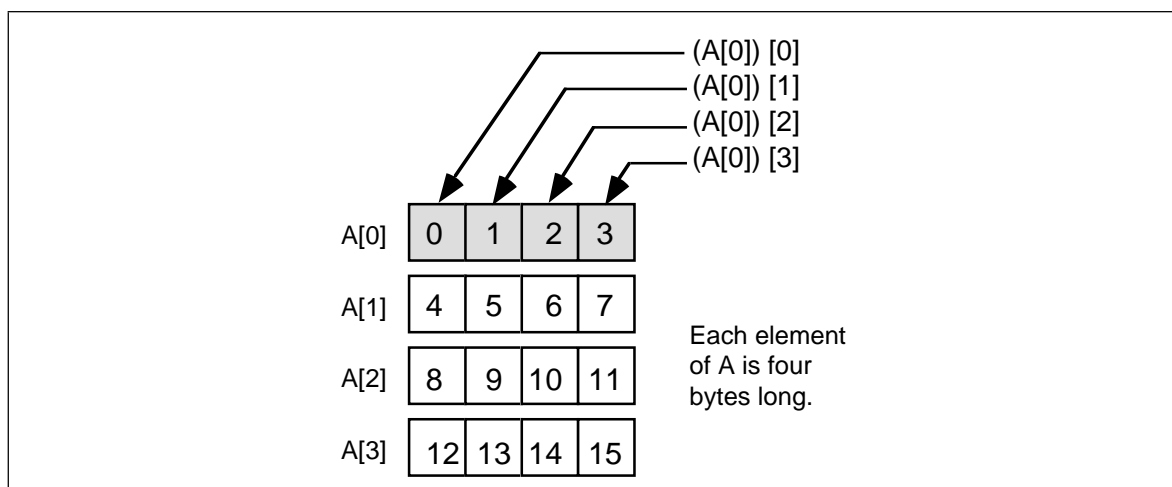 (A[0]) [0]
(A[0]) [1]
(A[0]) [2]
(A[0]) [3]
A[0] 0 1 2 3
A[1] 4 5 6 7
A[2] 8 9 10 11
A[3] 12 13 14 15
Each element
of A is four
bytes long.